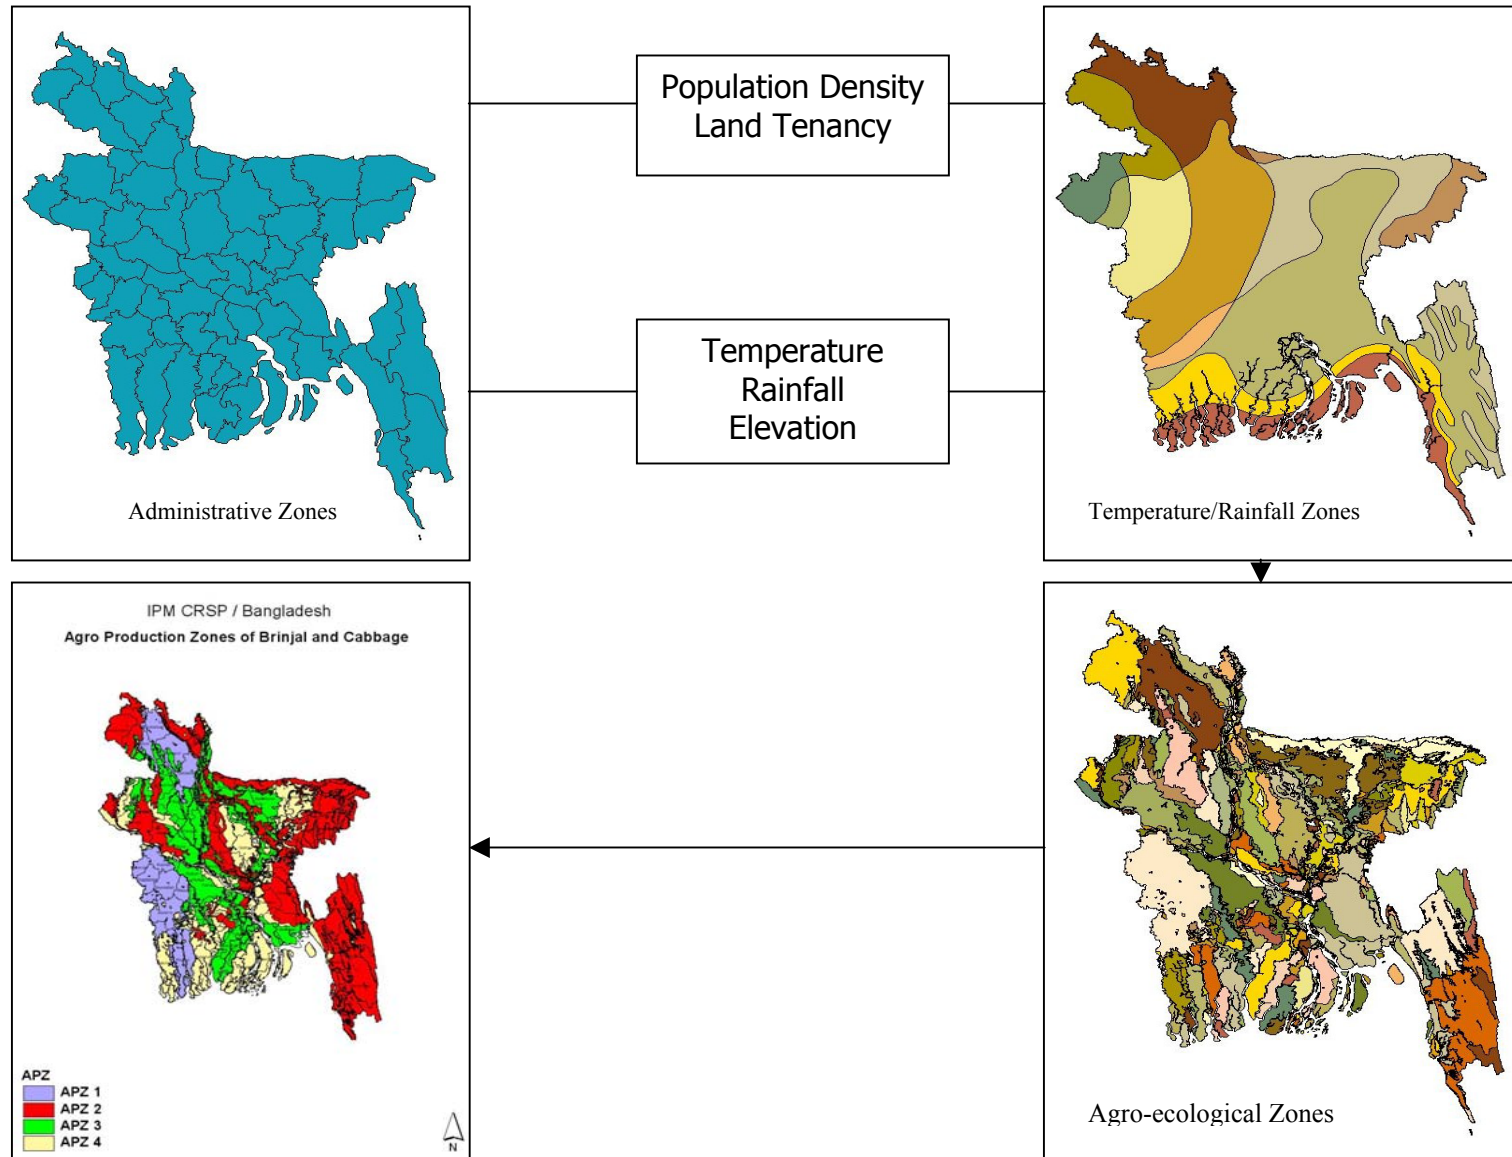 Population Density
Land Tenancy
Temperature
Rainfall
Elevation
Administrative Zones
Temperature/Rainfall Zones
IPM CRSP / Bangladesh
Agro Production Zones of Brinjal and Cabbage
APZ
APZ 1
APZ 2
APZ 3
APZ 4
N
Agro-ecological Zones